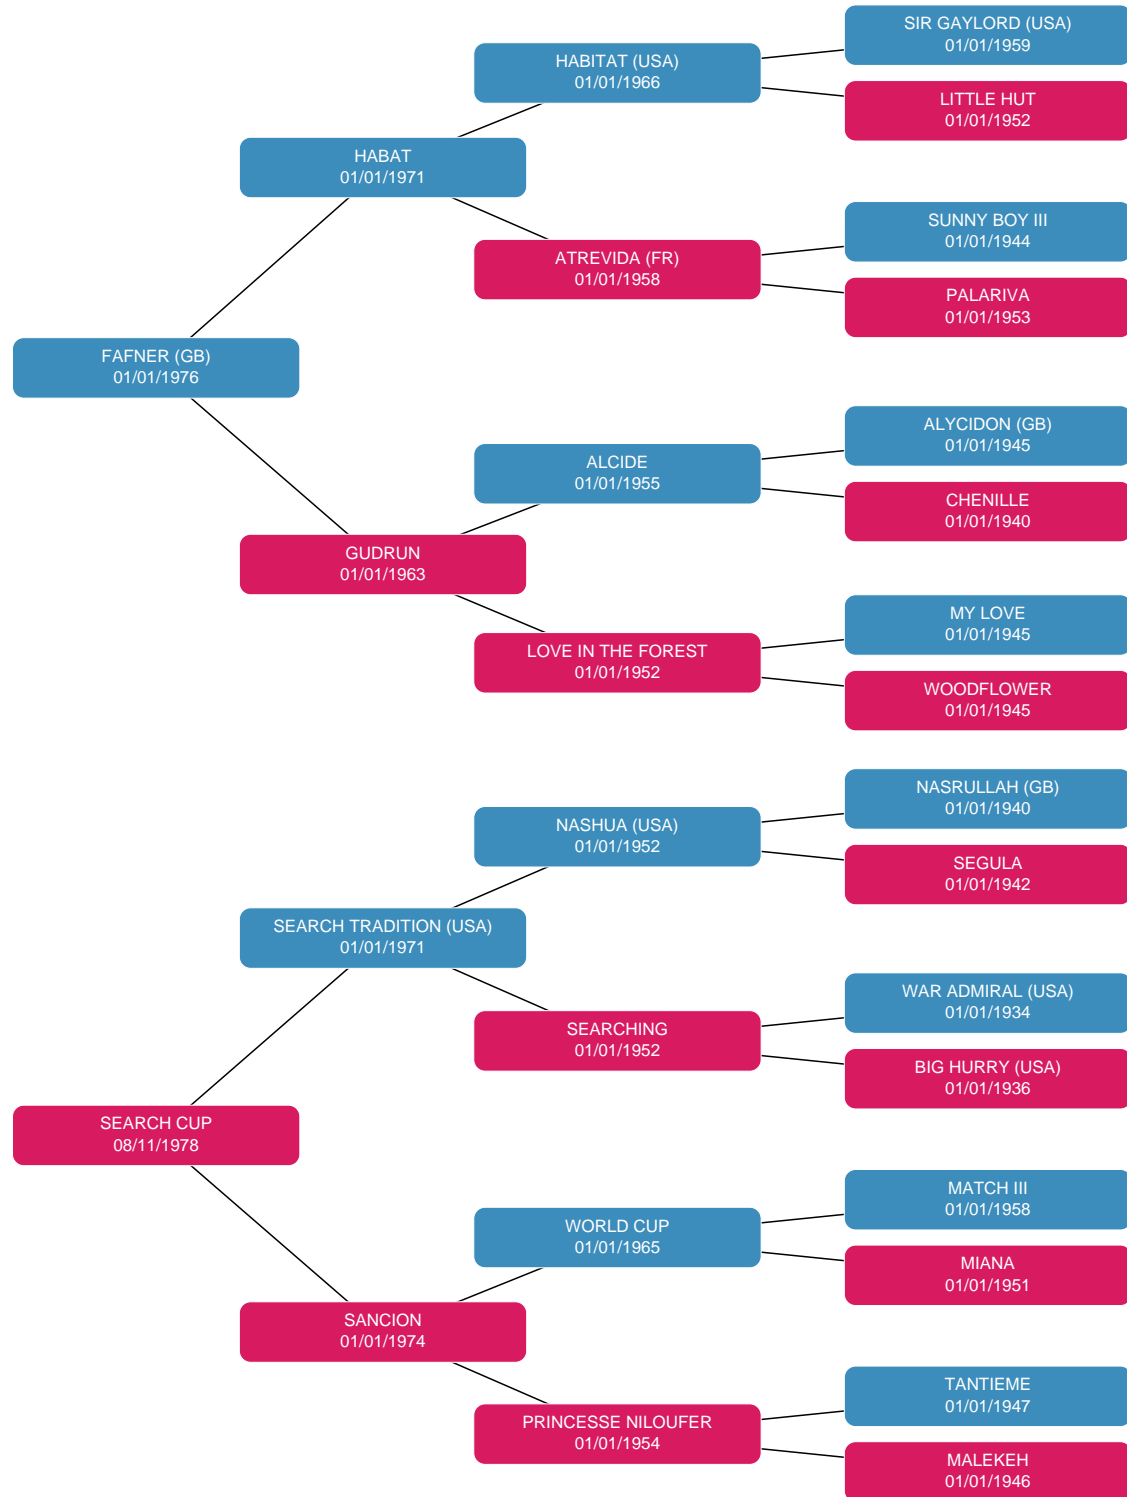 SIR GAYLORD (USA)
01/01/1959
HABITAT (USA)
01/01/1966
LITTLE HUT
01/01/1952
HABAT
01/01/1971
SUNNY BOY III
01/01/1944
ATREVIDA (FR)
01/01/1958
PALARIVA
01/01/1953
FAFNER (GB)
01/01/1976
ALYCIDON (GB)
01/01/1945
ALCIDE
01/01/1955
CHENILLE
01/01/1940
GUDRUN
01/01/1963
MY LOVE
01/01/1945
LOVE IN THE FOREST
01/01/1952
WOODFLOWER
01/01/1945
NASRULLAH (GB)
01/01/1940
NASHUA (USA)
01/01/1952
SEGULA
01/01/1942
SEARCH TRADITION (USA)
01/01/1971
WAR ADMIRAL (USA)
01/01/1934
SEARCHING
01/01/1952
BIG HURRY (USA)
01/01/1936
SEARCH CUP
08/11/1978
MATCH III
01/01/1958
WORLD CUP
01/01/1965
MIANA
01/01/1951
SANCION
01/01/1974
TANTIEME
01/01/1947
PRINCESSE NILOUFER
01/01/1954
MALEKEH
01/01/1946